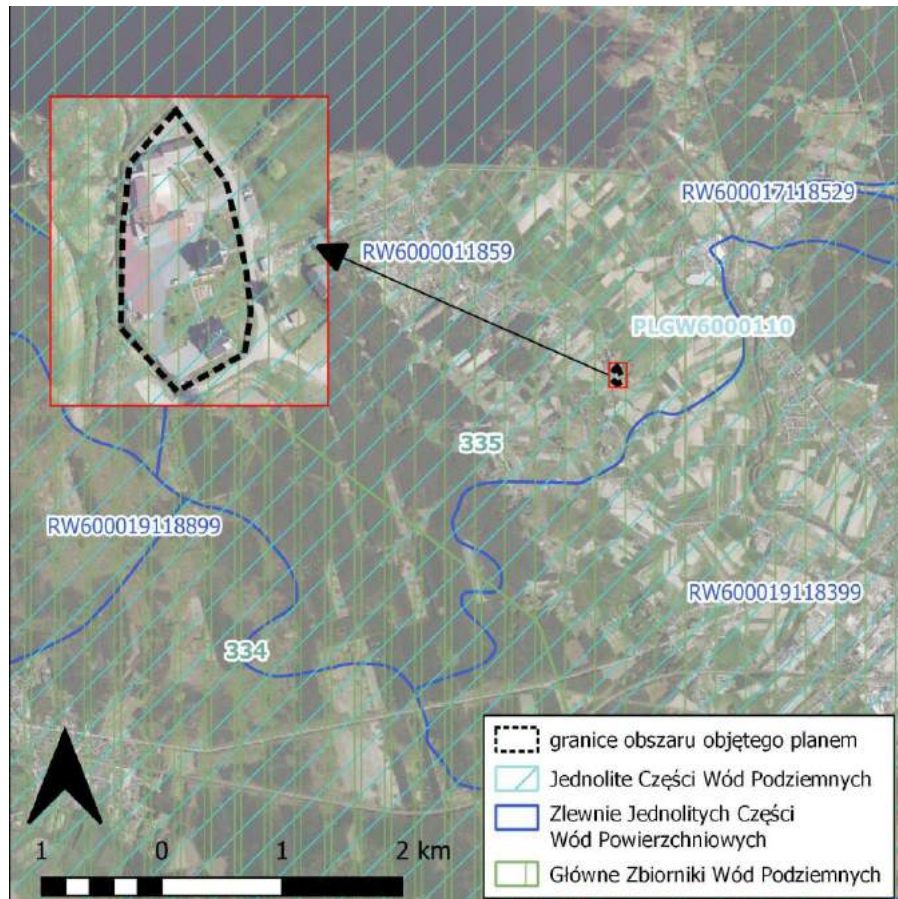 RW600017118529
RW6000011859
PLGW6000110
335
RW600019118899
RW600019118399
334
granice obszaru objętego planem
Jednolite Części Wód Podziemnych
Zlewnie Jednolitych Części
Wód Powierzchniowych
Główne Zbiorniki Wód Podziemnych
1 0 1 2 km